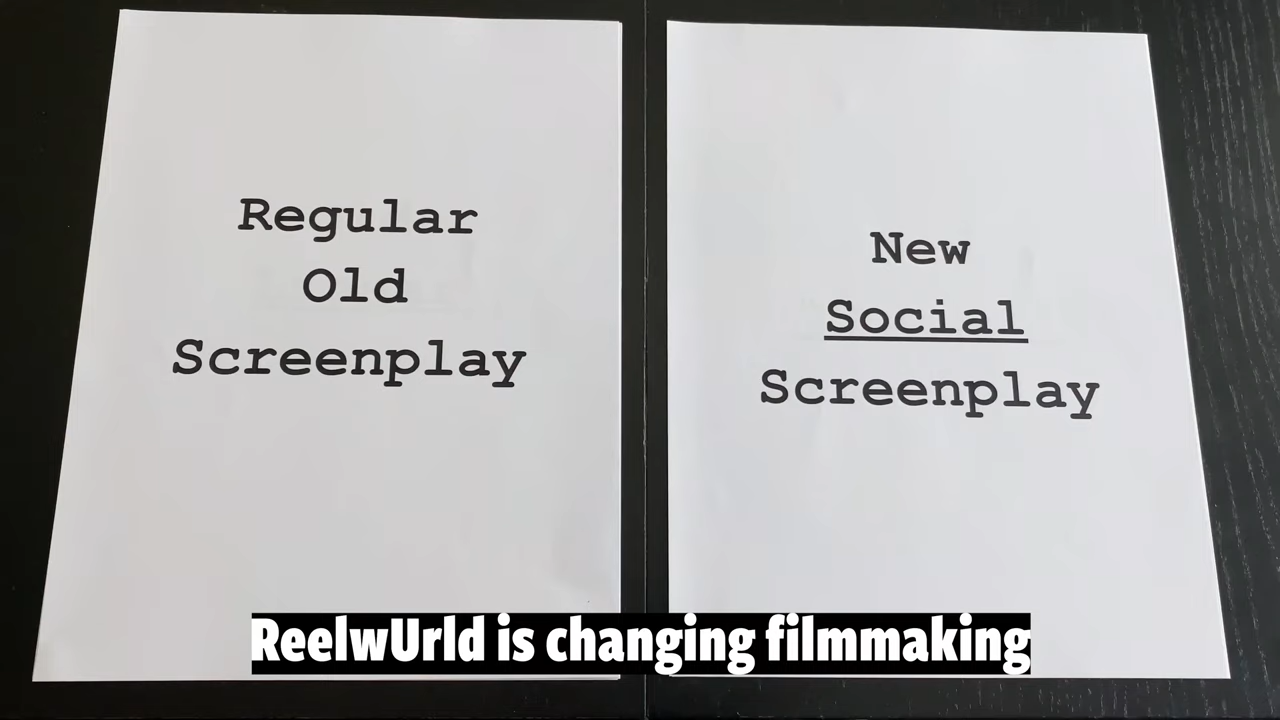 Regular
Old
Screenplay
New
Social
Screenplay
ReelwUrld is changing filmmaking